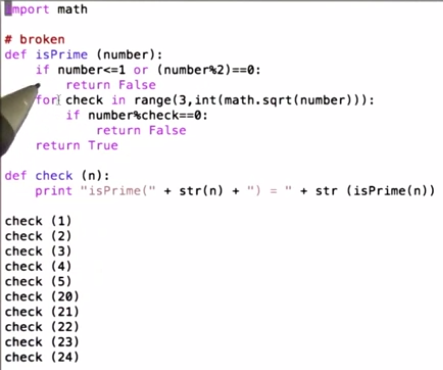 import math
# broken
def isPrime (number):
    if number<=1 or (number%2)==0:
        return False
    for check in range(3,int(math.sqrt(number))):
        if number%check==0:
            return False
    return True
def check (n):
    print "isPrime(" + str(n) + ") = " + str (isPrime(n))
check (1)
check (2)
check (3)
check (4)
check (5)
check (20)
check (21)
check (22)
check (23)
check (24)